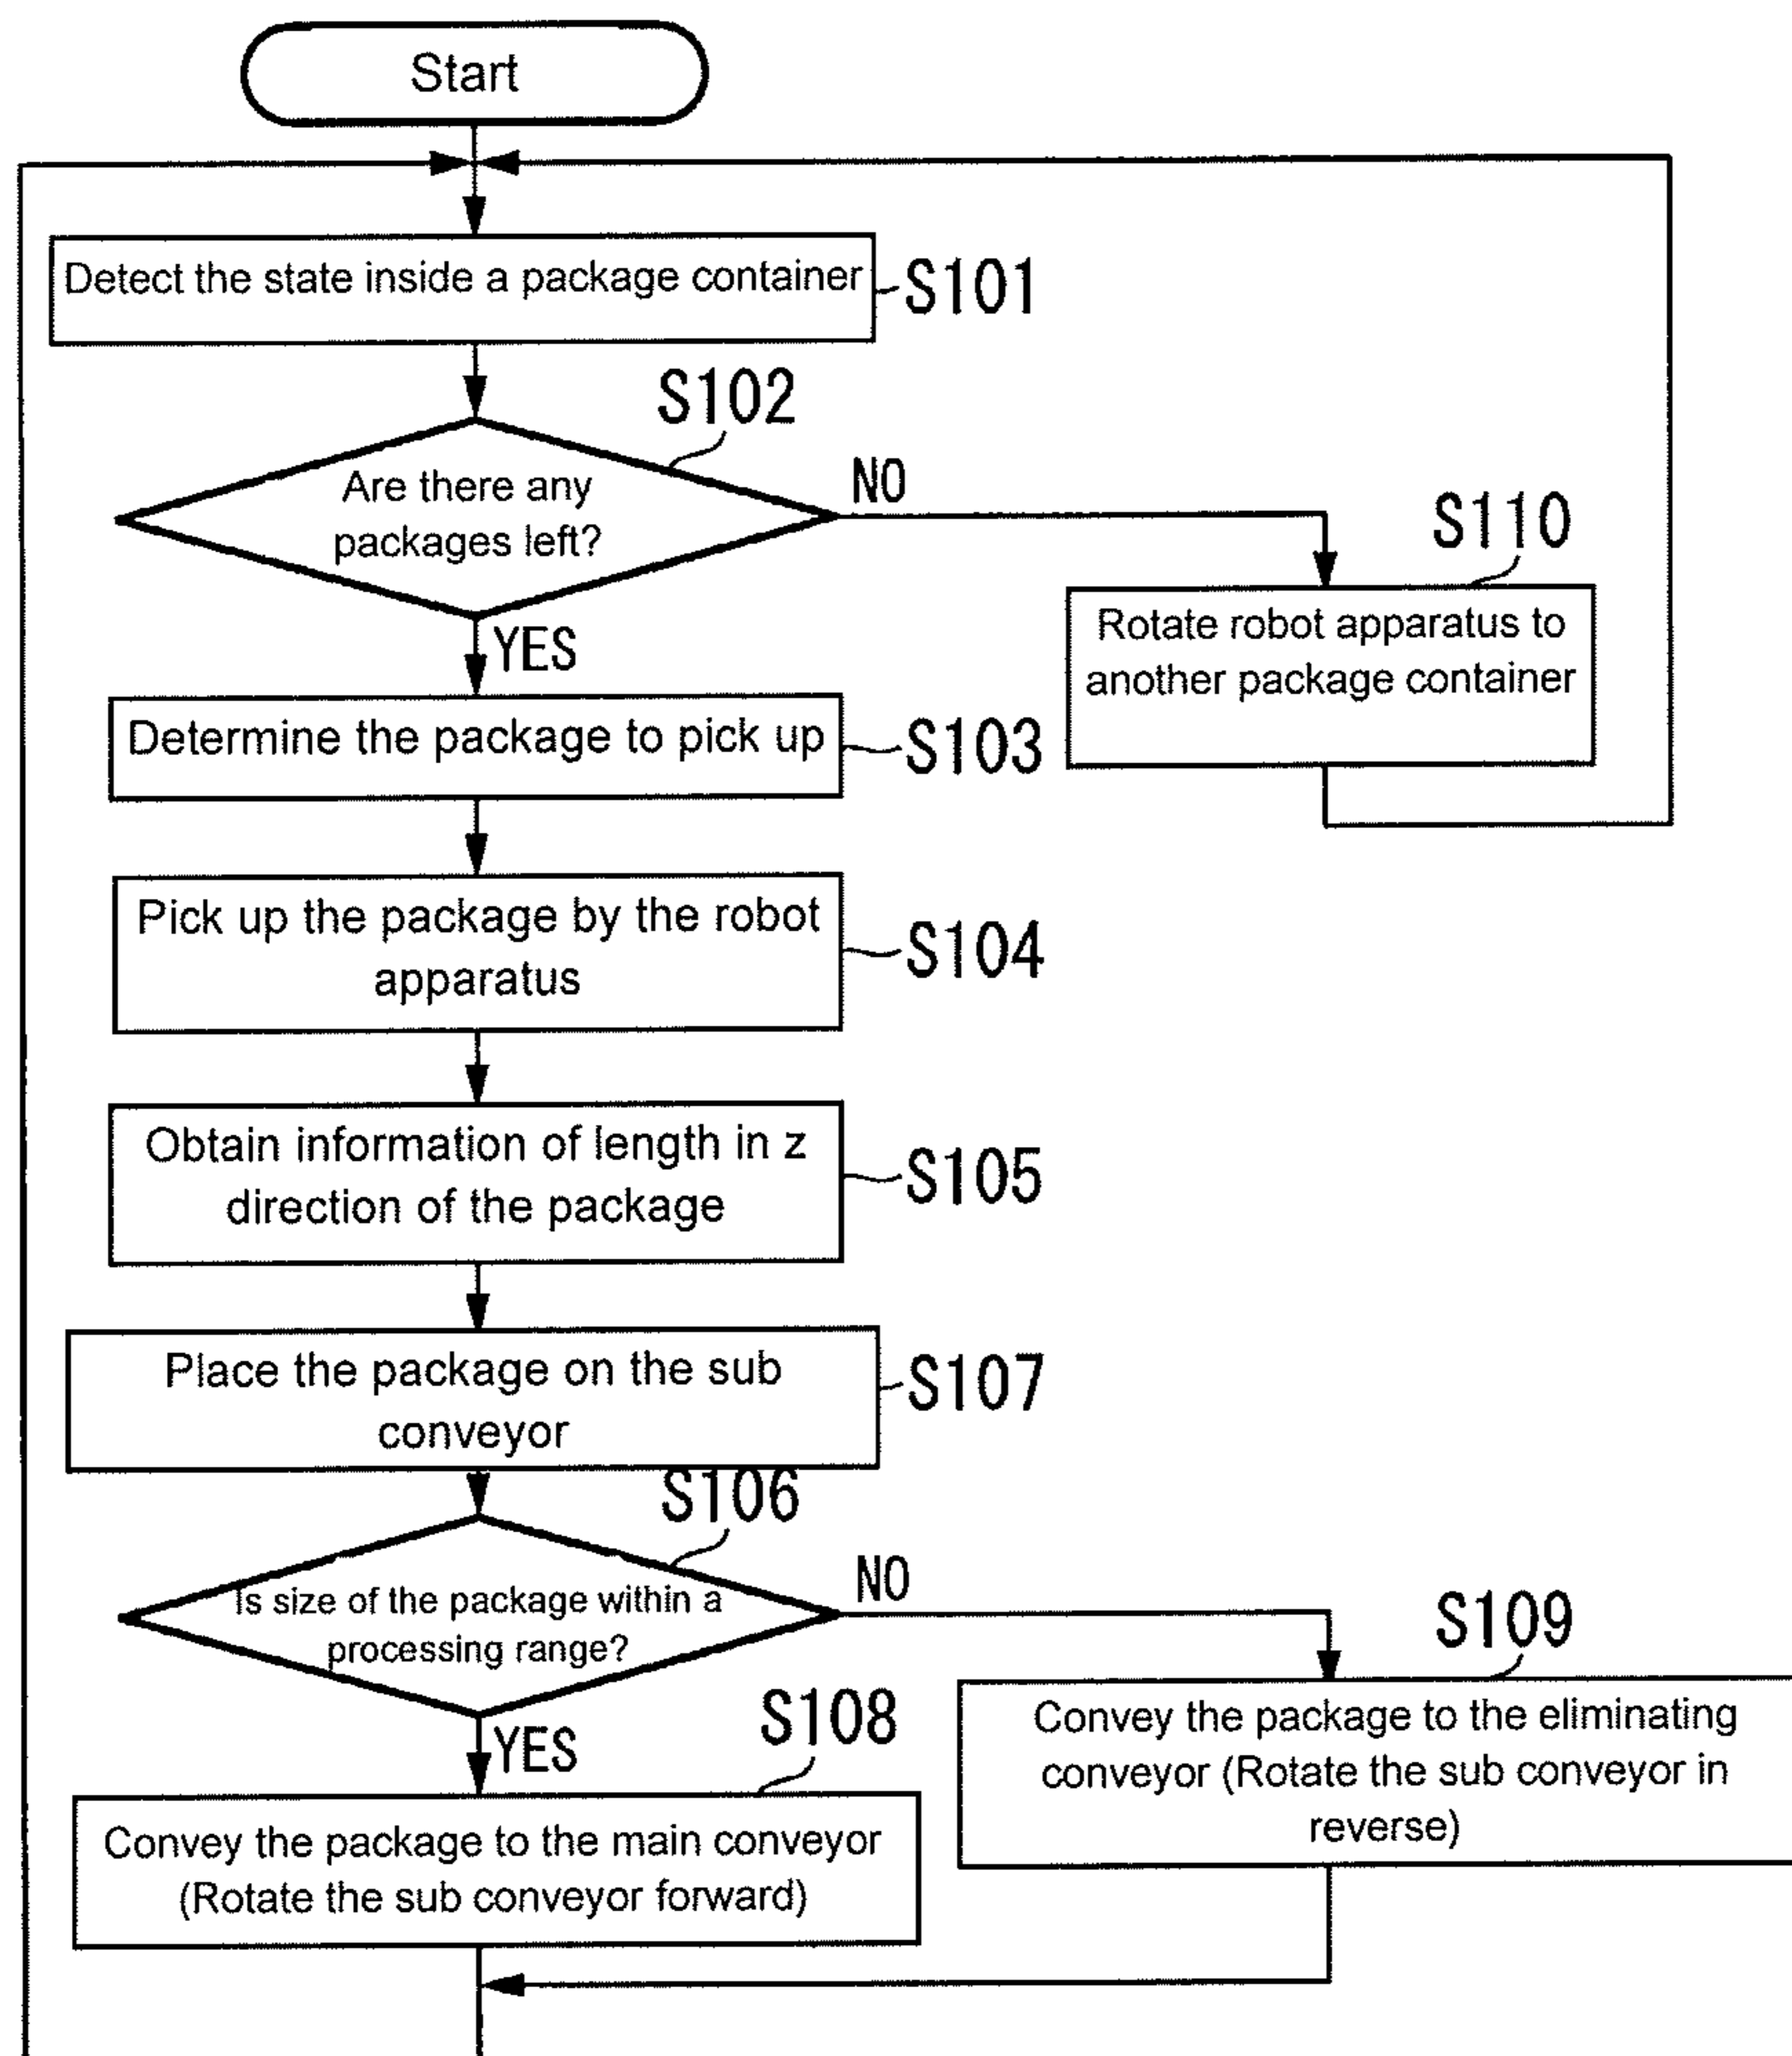 Start
Detect the state inside a package container
S101
S102
Are there any
packages left?
NO
YES
S110
Rotate robot apparatus to
another package container
Determine the package to pick up
S103
Pick up the package by the robot
apparatus
S104
Obtain information of length in z
direction of the package
S105
Place the package on the sub
conveyor
S107
S106
Is size of the package within a
processing range?
NO
YES
S109
Convey the package to the eliminating
conveyor (Rotate the sub conveyor in
reverse)
S108
Convey the package to the main conveyor
(Rotate the sub conveyor forward)